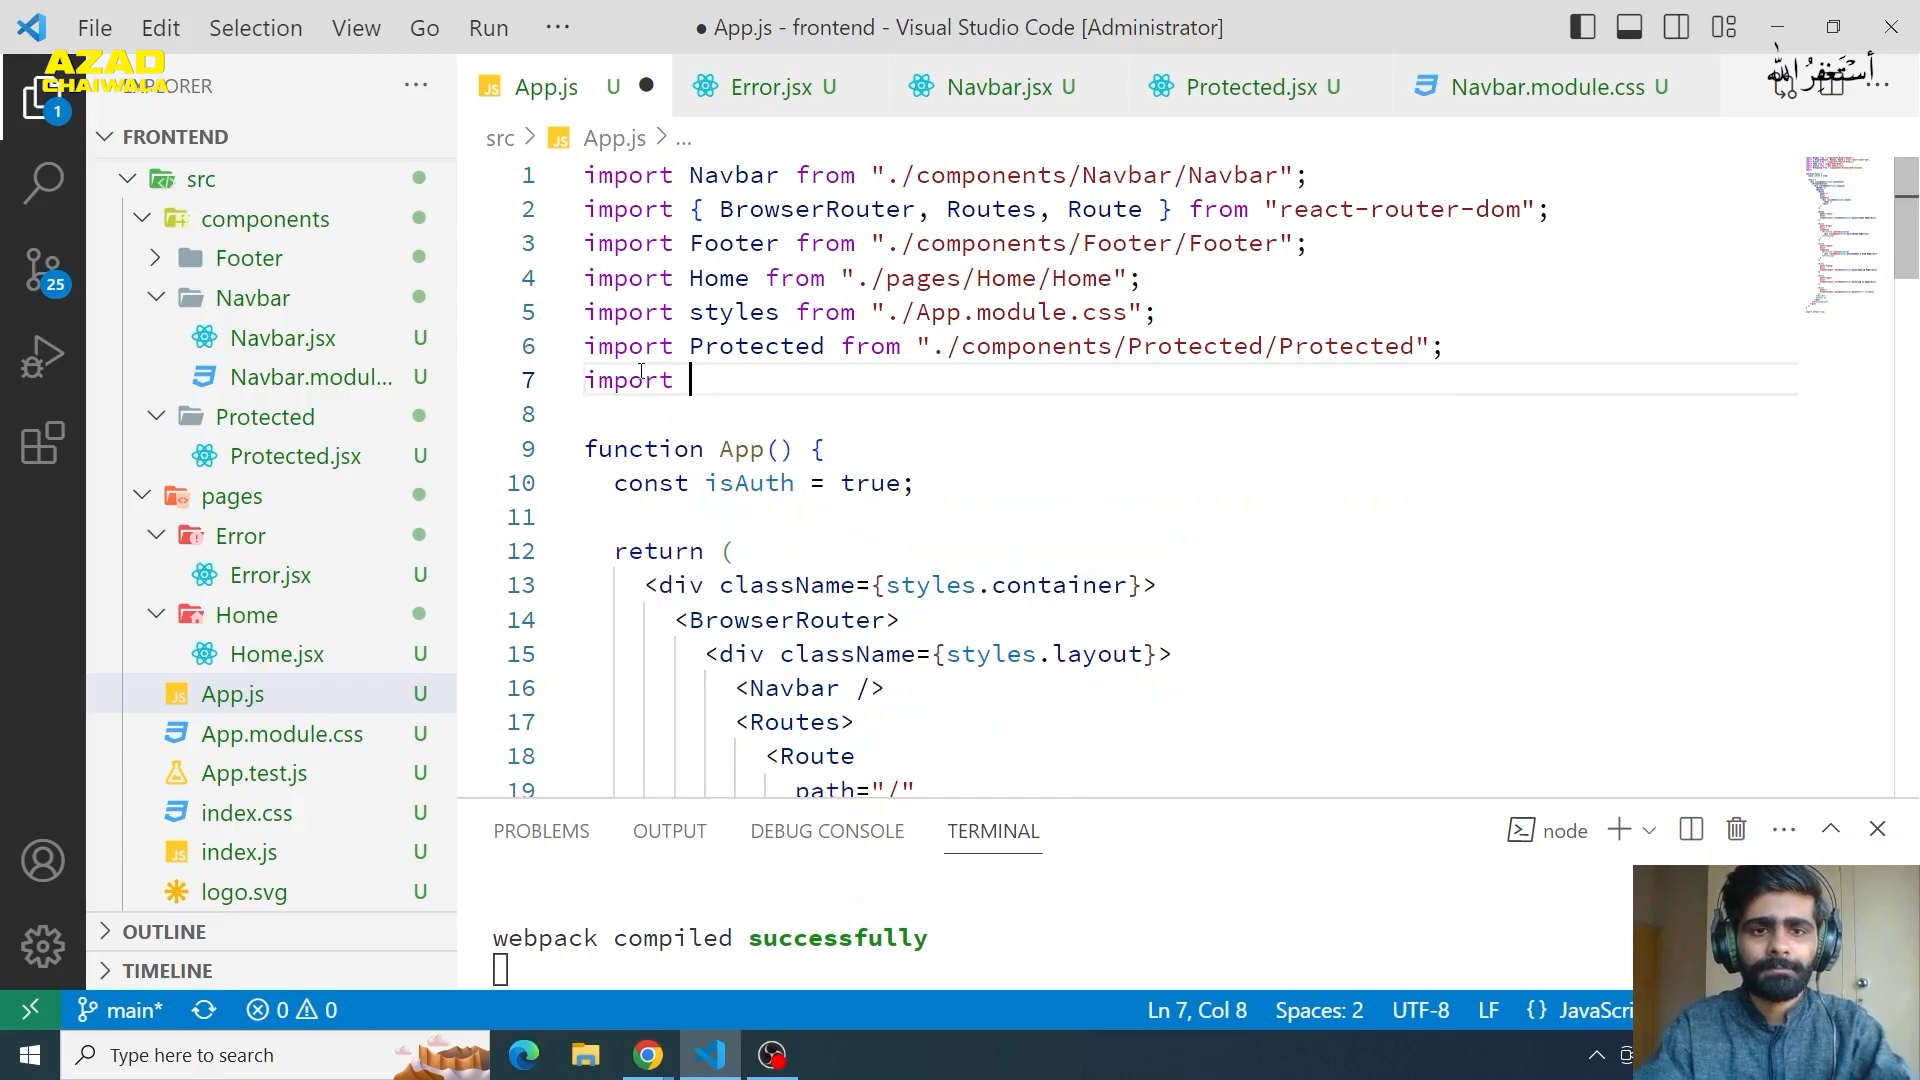 File Edit Selection View Go Run ···
● App.js - frontend - Visual Studio Code [Administrator]
AZAD
CHAIWALA
EXPLORER ···
1
25
FRONTEND
src
components
Footer
Navbar
Navbar.jsx U
Navbar.modul... U
Protected
Protected.jsx U
pages
Error
Error.jsx U
Home
Home.jsx U
App.js U
App.module.css U
App.test.js U
index.css U
index.js U
logo.svg U
OUTLINE
TIMELINE
App.js U Error.jsx U Navbar.jsx U Protected.jsx U Navbar.module.css U
أَسْتَغْفِرُ اللّٰه
src > JS App.js > ...
1 import Navbar from "./components/Navbar/Navbar";
2 import { BrowserRouter, Routes, Route } from "react-router-dom";
3 import Footer from "./components/Footer/Footer";
4 import Home from "./pages/Home/Home";
5 import styles from "./App.module.css";
6 import Protected from "./components/Protected/Protected";
7 import
8
9 function App() {
10 const isAuth = true;
11
12 return (
13 <div className={styles.container}>
14 <BrowserRouter>
15 <div className={styles.layout}>
16 <Navbar />
17 <Routes>
18 <Route
19 path="/"
PROBLEMS OUTPUT DEBUG CONSOLE TERMINAL
node
webpack compiled successfully
main* 0 0 Ln 7, Col 8 Spaces: 2 UTF-8 LF {} JavaScri
Type here to search